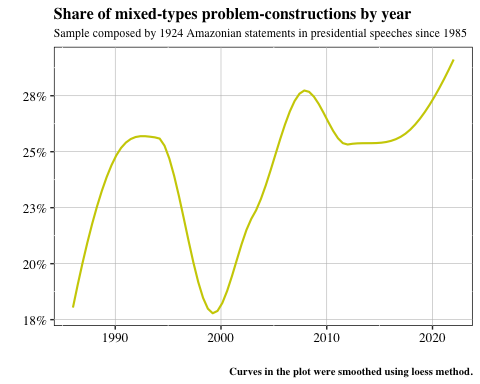 Share of mixed-types problem-constructions by year
Sample composed by 1924 Amazonian statements in presidential speeches since 1985
28%
25%
23%
20%
18%
1990 2000 2010 2020
Curves in the plot were smoothed using loess method.